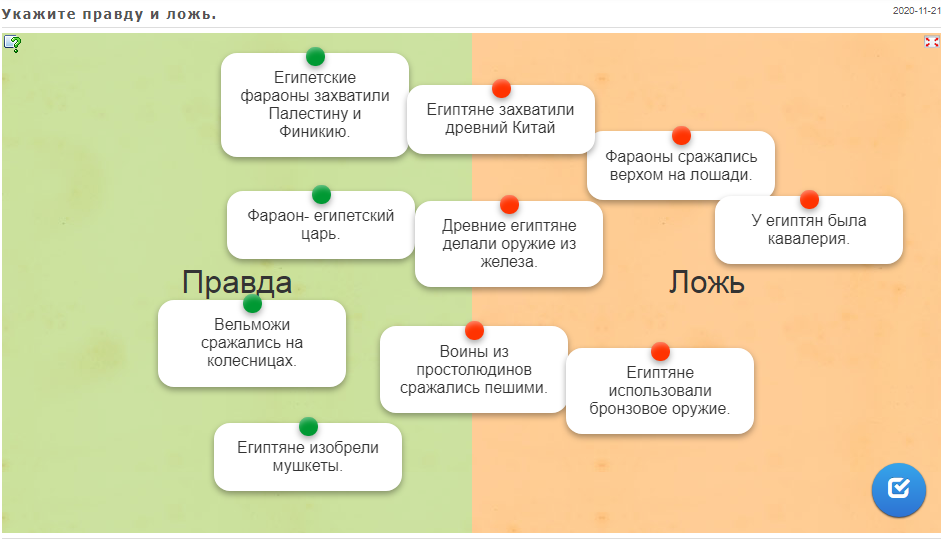 Укажите правду и ложь.
2020-11-21
Египетские
фараоны захватили
Палестину и
Финикию.
Египтяне захватили
древний Китай
Фараоны сражались
верхом на лошади.
Фараон- египетский
царь.
Древние египтяне
делали оружие из
железа.
У египтян была
кавалерия.
Правда
Ложь
Вельможи
сражались на
колесницах.
Воины из
простолюдинов
сражались пешими.
Египтяне
использовали
бронзовое оружие.
Египтяне изобрели
мушкеты.